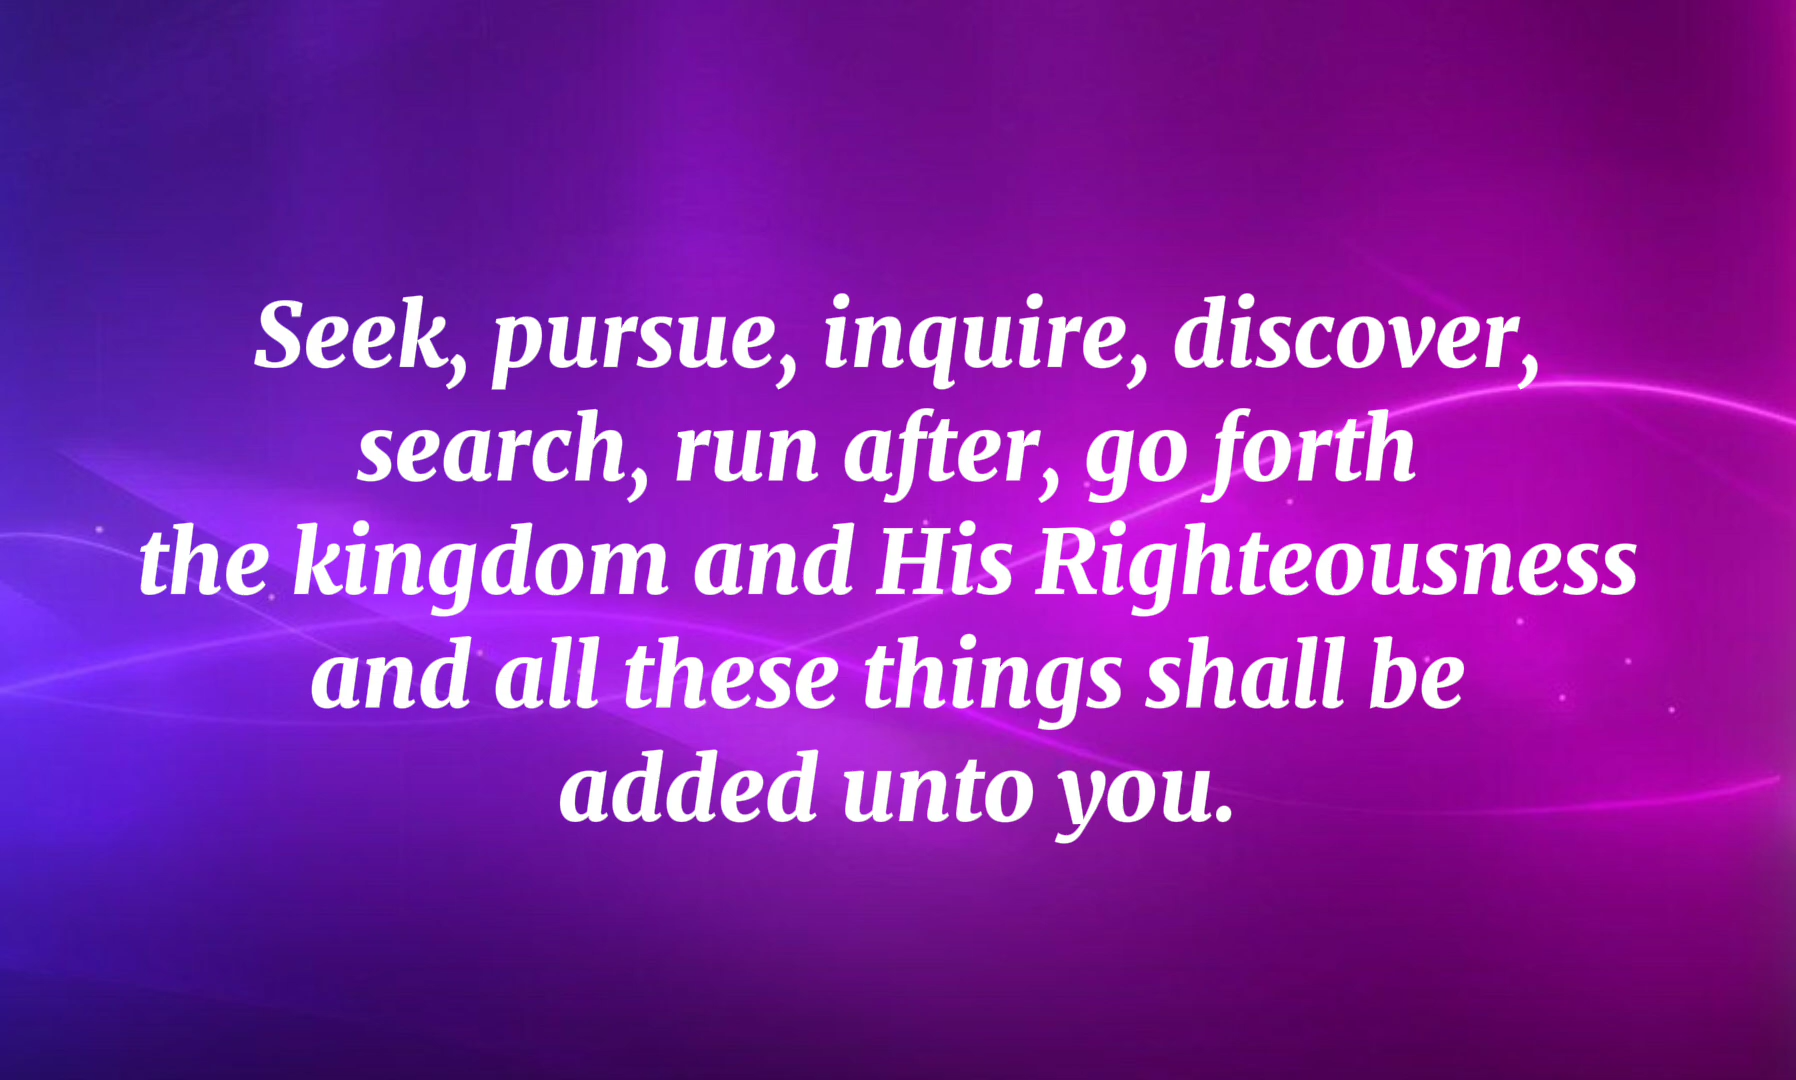 Seek, pursue, inquire, discover,
search, run after, go forth
the kingdom and His Righteousness
and all these things shall be
added unto you.